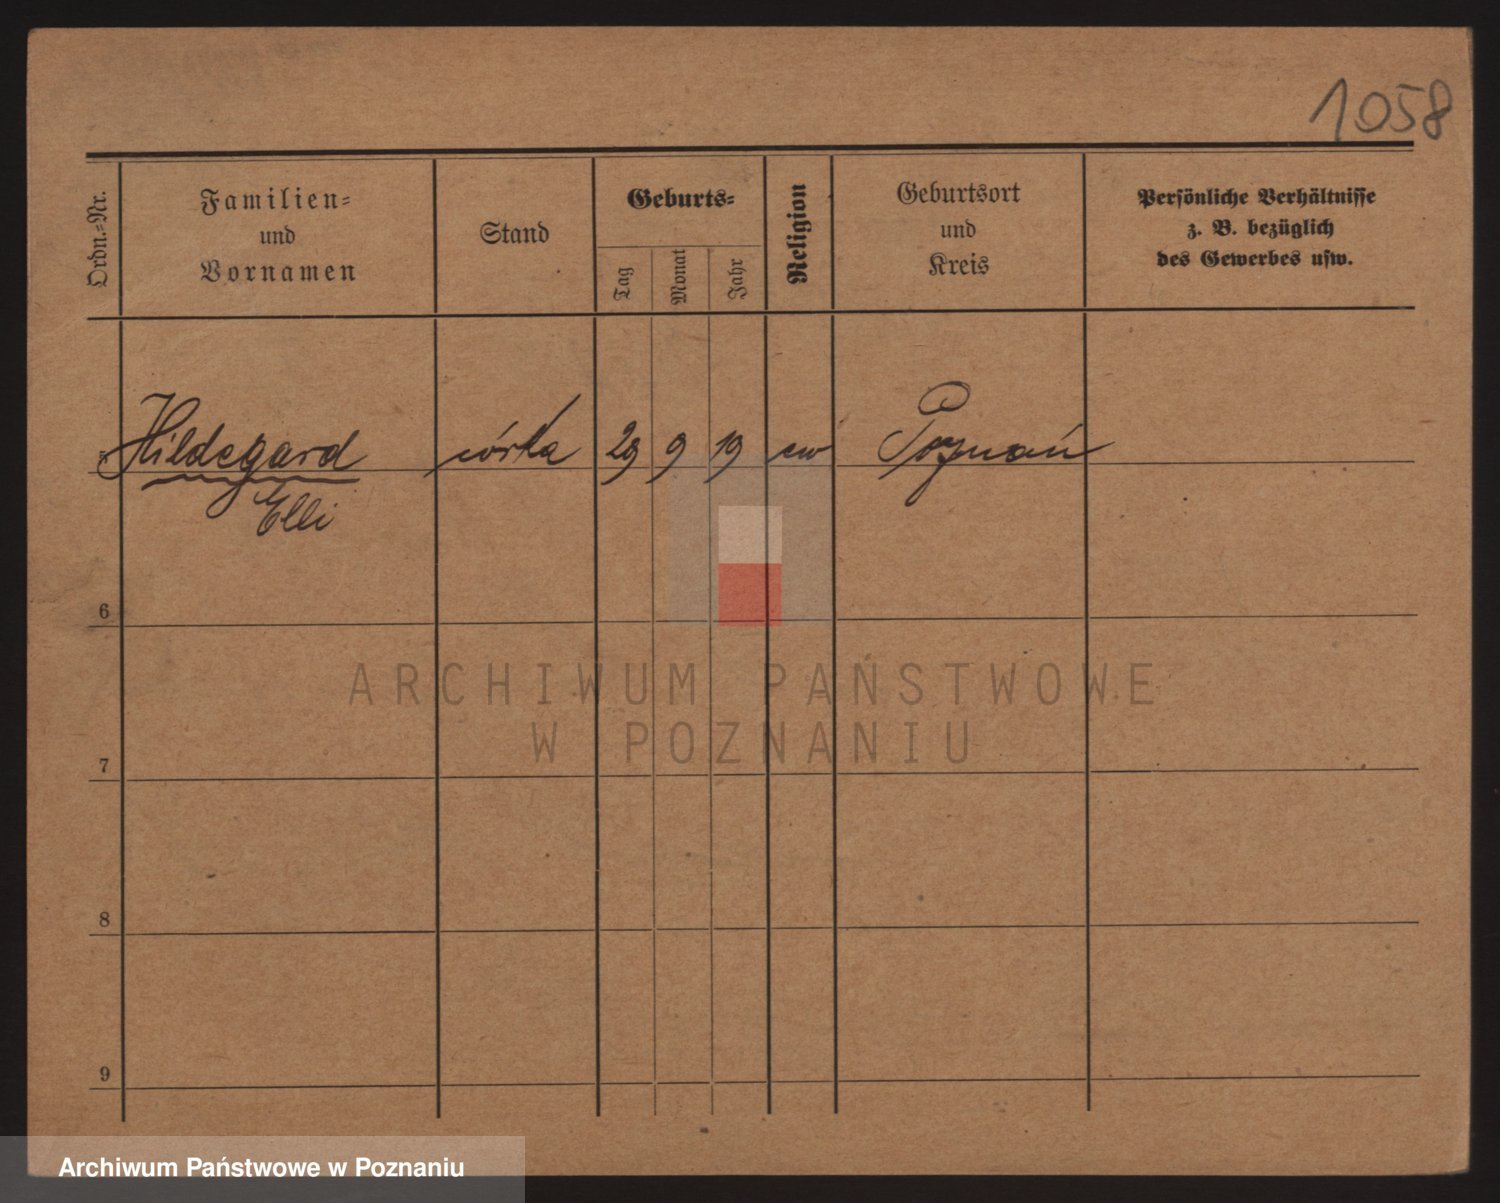 1058
Ordn.-Nr.
Familien-
und
Vornamen
Stand
Geburts-
Tag
Monat
Jahr
Religion
Geburtsort
und
Kreis
Persönliche Verhältnisse
z. B. bezüglich
des Gewerbes usw.
Hildegard córka 29 9 19 ew Poznań
Elli
6
7
8
9
ARCHIWUM PAŃSTWOWE
W POZNANIU
Archiwum Państwowe w Poznaniu